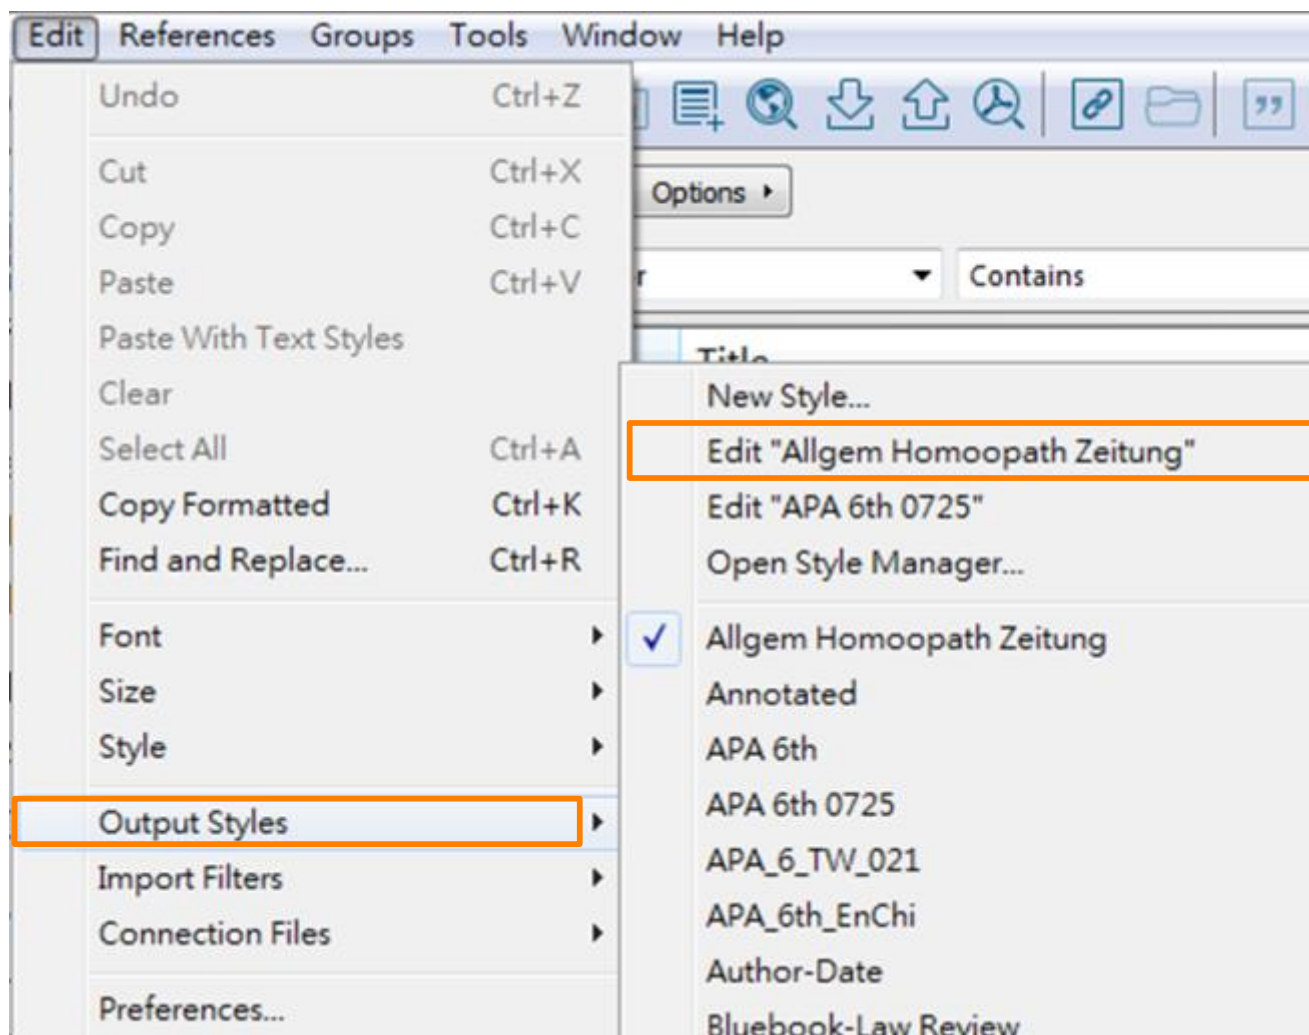 Edit References Groups Tools Window Help
Undo Ctrl+Z
Cut Ctrl+X
Copy Ctrl+C
Paste Ctrl+V
Paste With Text Styles
Clear
Select All Ctrl+A
Copy Formatted Ctrl+K
Find and Replace... Ctrl+R
Font
Size
Style
Output Styles
Import Filters
Connection Files
Preferences...
Options
r Contains
Title
New Style...
Edit "Allgem Homoopath Zeitung"
Edit "APA 6th 0725"
Open Style Manager...
Allgem Homoopath Zeitung
Annotated
APA 6th
APA 6th 0725
APA_6_TW_021
APA_6th_EnChi
Author-Date
Bluebook-Law Review